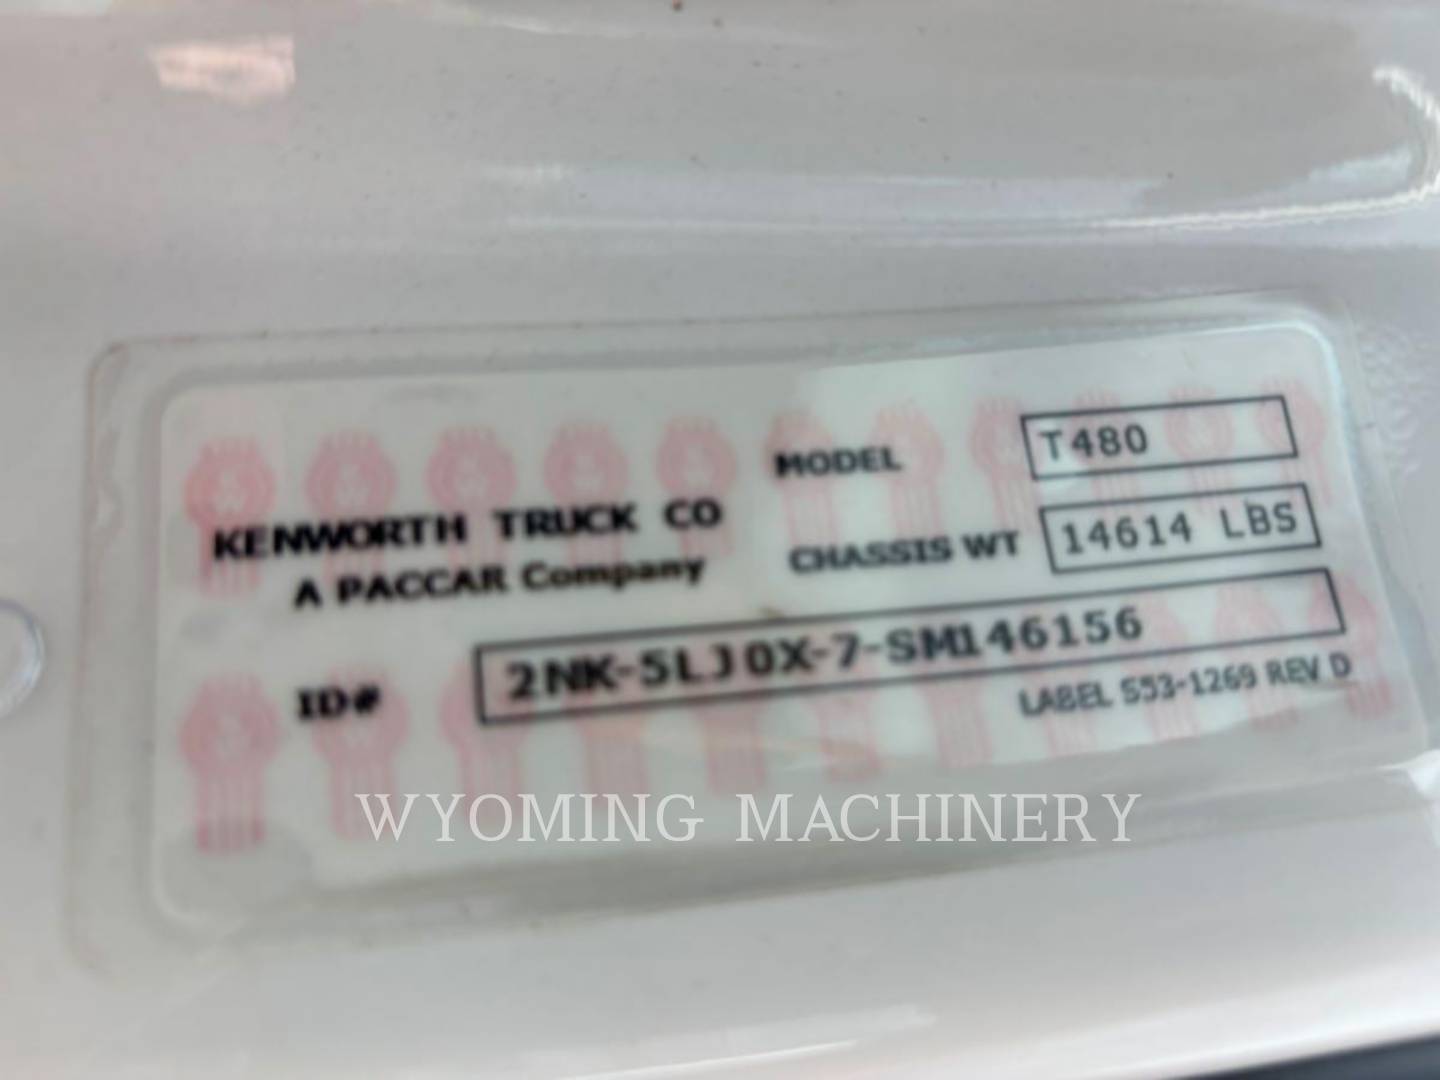 KENWORTH TRUCK CO
A PACCAR Company
MODEL T480
CHASSIS WT 14614 LBS
ID# 2NK-5LJ0X-7-SM146156
LABEL S53-1269 REV D
WYOMING MACHINERY